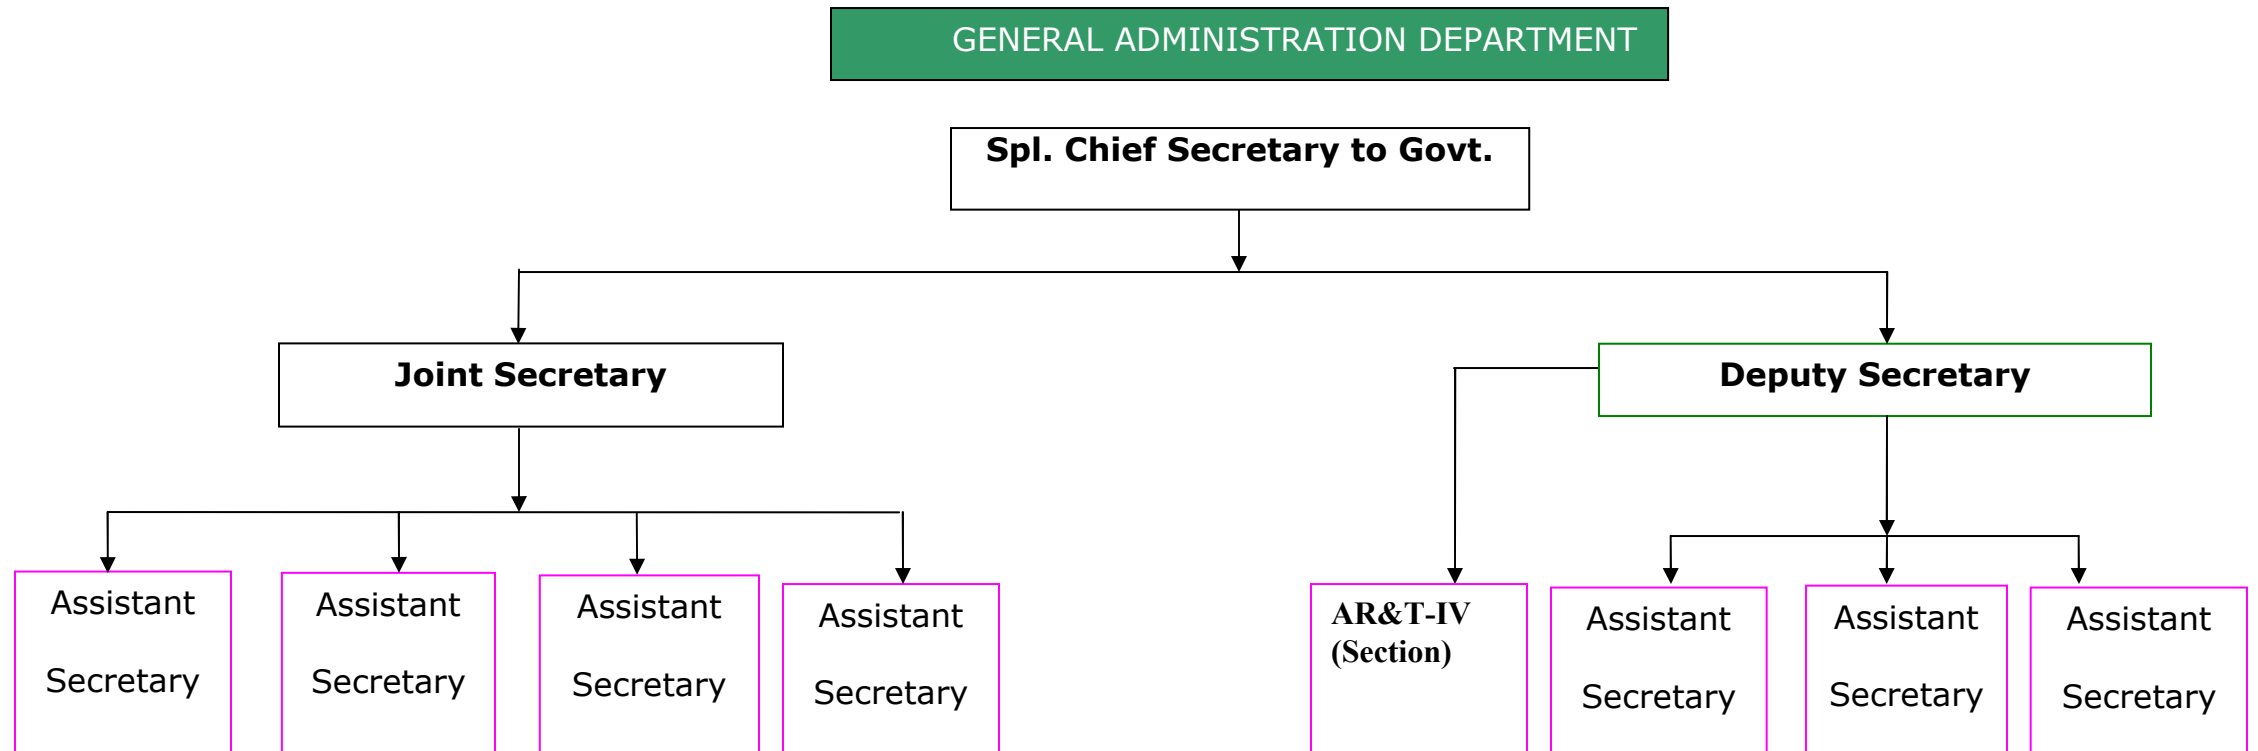 GENERAL ADMINISTRATION DEPARTMENT
Spl. Chief Secretary to Govt.
Joint Secretary
Deputy Secretary
Assistant
Secretary
Assistant
Secretary
Assistant
Secretary
Assistant
Secretary
AR&T-IV
(Section)
Assistant
Secretary
Assistant
Secretary
Assistant
Secretary